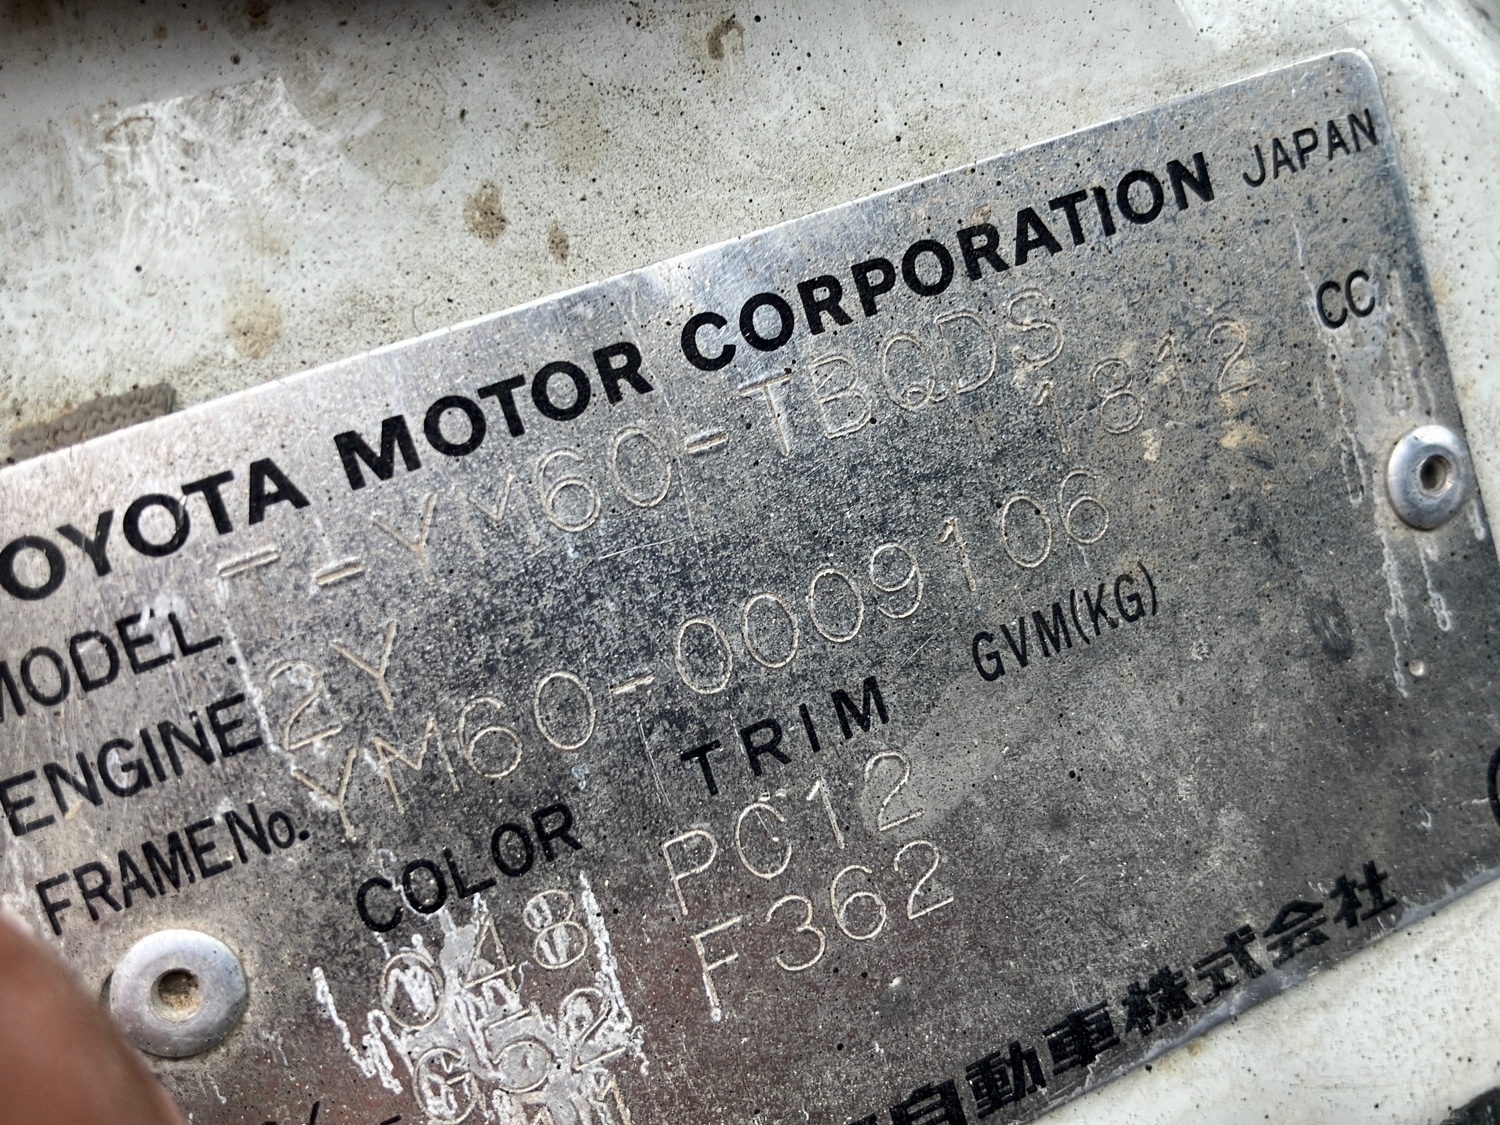 TOYOTA MOTOR CORPORATION JAPAN
MODEL. T-YM60-TBQDS
ENGINE 2Y 1812 CC
FRAME No. YM60-0009106
COLOR TRIM GVM(KG)
048 PC12
G52 F362
自動車株式会社